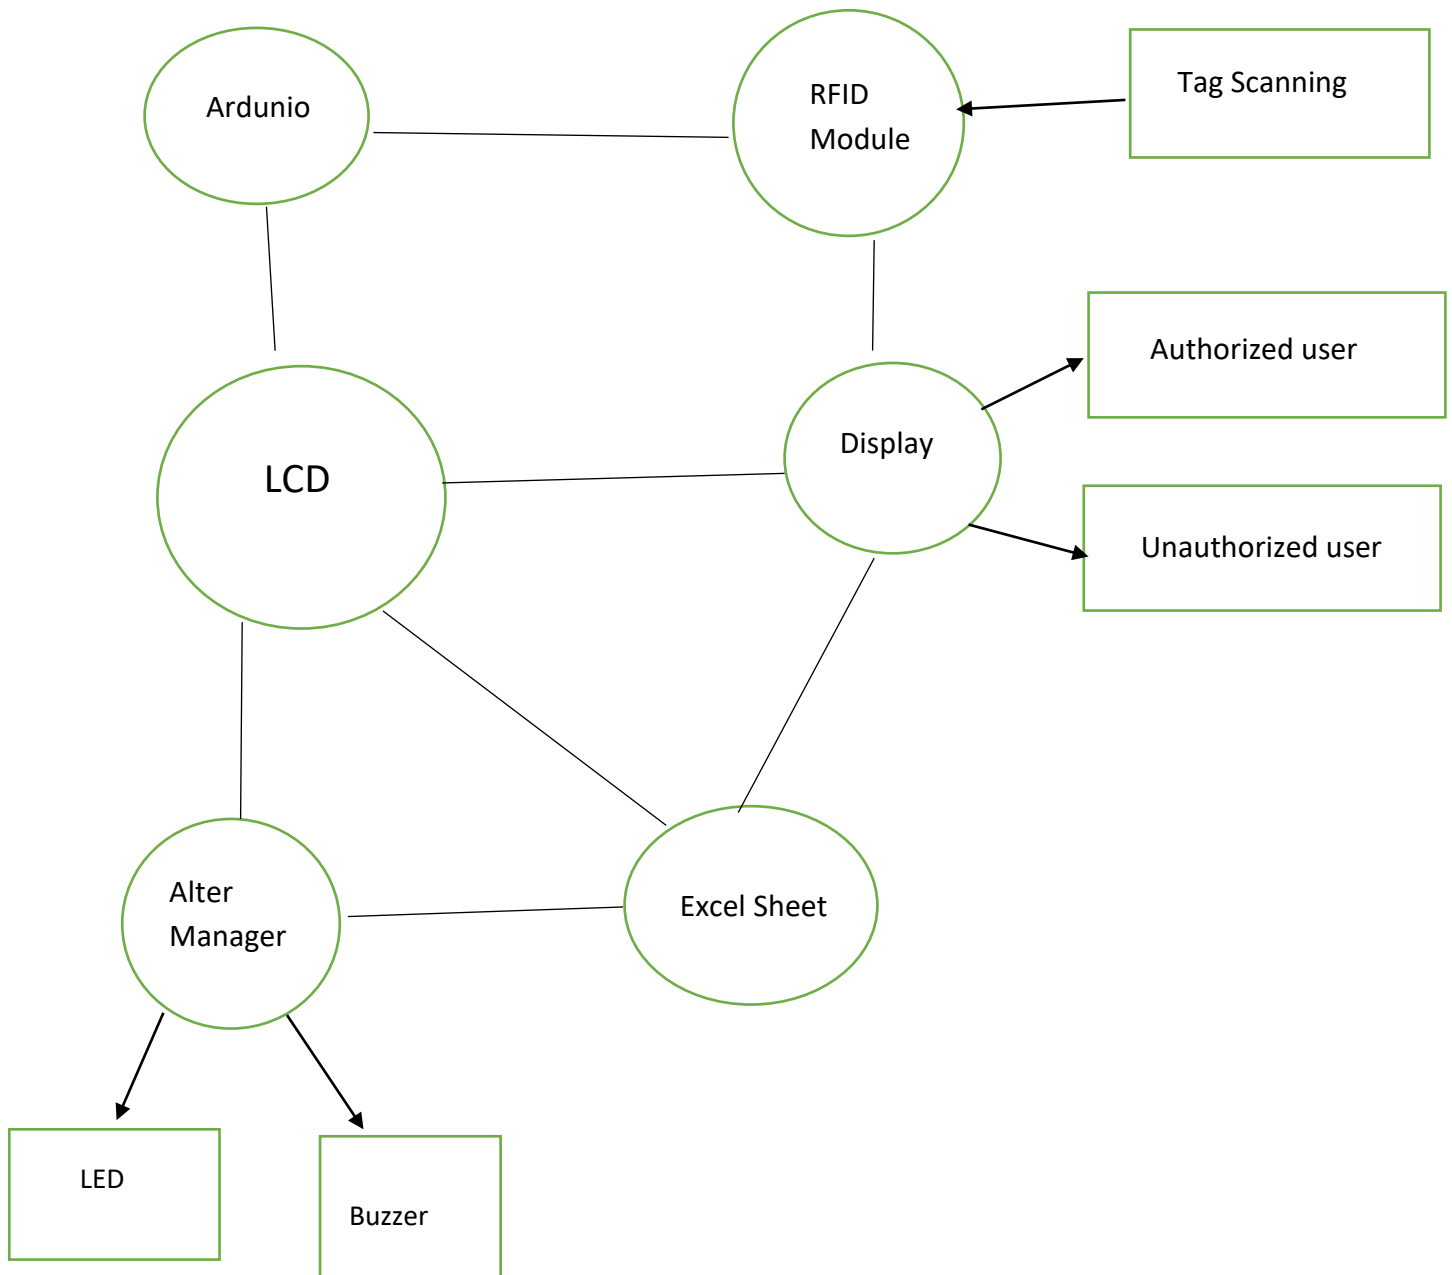 Ardunio
RFID
Module
Tag Scanning
Authorized user
Display
LCD
Unauthorized user
Alter
Manager
Excel Sheet
LED
Buzzer